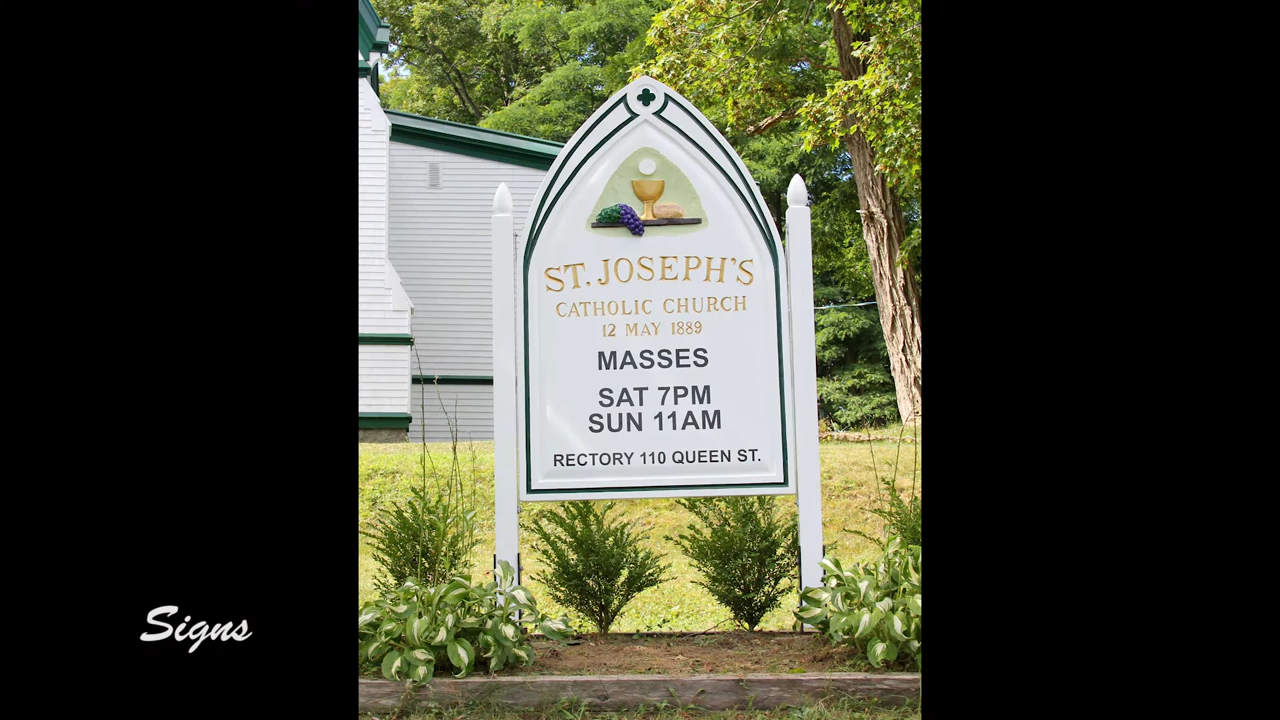 ST. JOSEPH'S
CATHOLIC CHURCH
12 MAY 1889
MASSES
SAT 7PM
SUN 11AM
RECTORY 110 QUEEN ST.
Signs